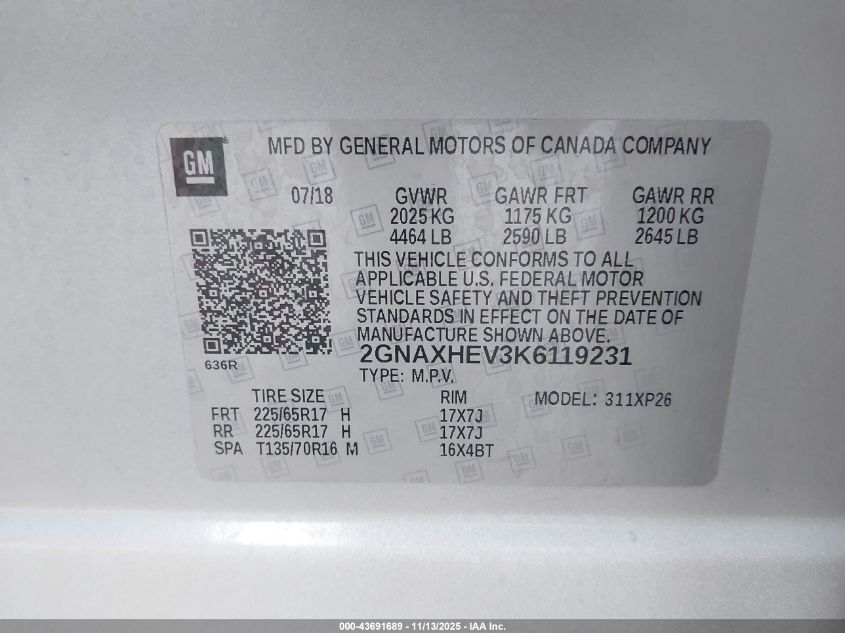 GM
MFD BY GENERAL MOTORS OF CANADA COMPANY
07/18 GVWR GAWR FRT GAWR RR
2025 KG 1175 KG 1200 KG
4464 LB 2590 LB 2645 LB
THIS VEHICLE CONFORMS TO ALL
APPLICABLE U.S. FEDERAL MOTOR
VEHICLE SAFETY AND THEFT PREVENTION
STANDARDS IN EFFECT ON THE DATE OF
MANUFACTURE SHOWN ABOVE.
2GNAXHEV3K6119231
636R
TYPE: M.P.V.
TIRE SIZE RIM MODEL: 311XP26
FRT 225/65R17 H 17X7J
RR 225/65R17 H 17X7J
SPA T135/70R16 M 16X4BT
000-43691689 - 11/13/2025 - IAA Inc.